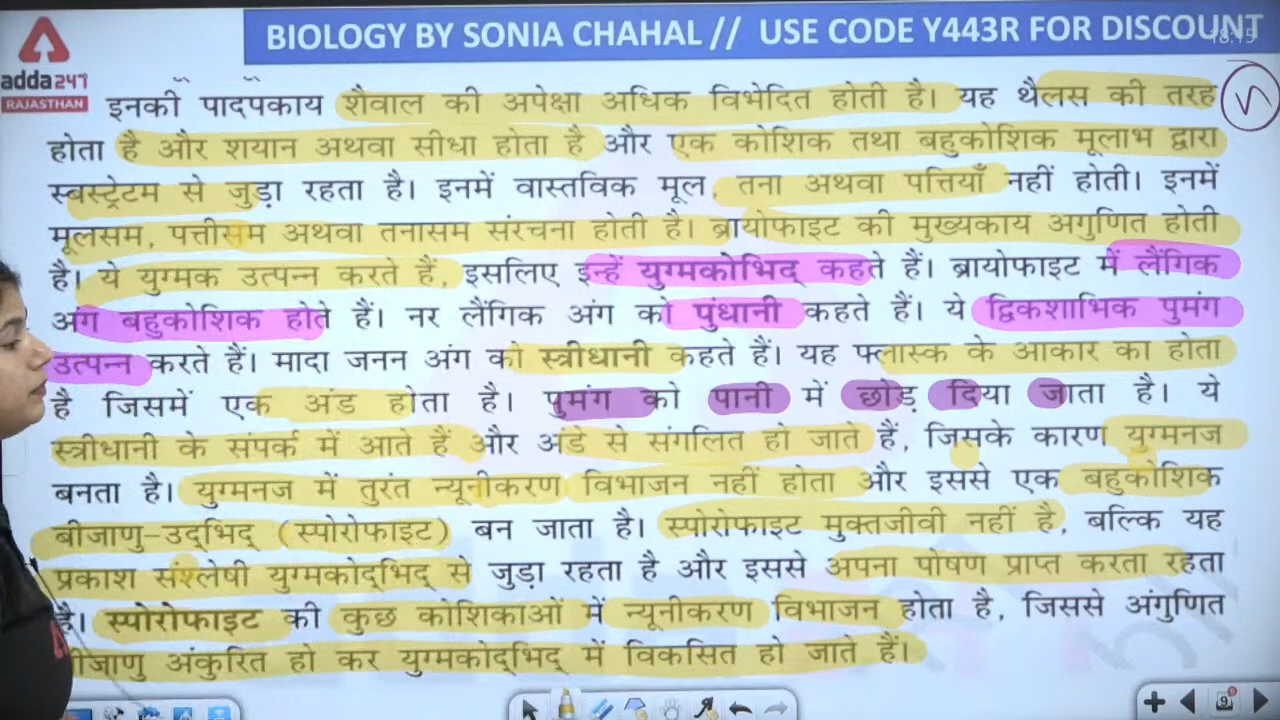 BIOLOGY BY SONIA CHAHAL // USE CODE Y443R FOR DISCOUNT
18:15
adda247
RAJASTHAN
इनकी पादपकाय शैवाल की अपेक्षा अधिक विभेदित होती है। यह थैलस की तरह
होता है और शयान अथवा सीधा होता है और एक कोशिक तथा बहुकोशिक मूलाभ द्वारा
स्बस्ट्रेटम से जुड़ा रहता है। इनमें वास्तविक मूल, तना अथवा पत्तियाँ नहीं होती। इनमें
मूलसम, पत्तीसम अथवा तनासम संरचना होती है। ब्रायोफाइट की मुख्यकाय अगुणित होती
है। ये युग्मक उत्पन्न करते हैं, इसलिए इन्हें युग्मकोभिद् कहते हैं। ब्रायोफाइट में लैंगिक
अंग बहुकोशिक होते हैं। नर लैंगिक अंग को पुंधानी कहते हैं। ये द्विकशाभिक पुमंग
उत्पन्न करते हैं। मादा जनन अंग को स्त्रीधानी कहते हैं। यह फ्लास्क के आकार का होता
है जिसमें एक अंड होता है। पुमंग को पानी में छोड़ दिया जाता है। ये
स्त्रीधानी के संपर्क में आते हैं और अंडे से संगलित हो जाते हैं, जिसके कारण युग्मनज
बनता है। युग्मनज में तुरंत न्यूनीकरण विभाजन नहीं होता और इससे एक बहुकोशिक
बीजाणु-उद्भिद् (स्पोरोफाइट) बन जाता है। स्पोरोफाइट मुक्तजीवी नहीं है, बल्कि यह
प्रकाश संश्लेषी युग्मकोद्भिद् से जुड़ा रहता है और इससे अपना पोषण प्राप्त करता रहता
है। स्पोरोफाइट की कुछ कोशिकाओं में न्यूनीकरण विभाजन होता है, जिससे अंगुणित
बीजाणु अंकुरित हो कर युग्मकोद्भिद् में विकसित हो जाते हैं।
9